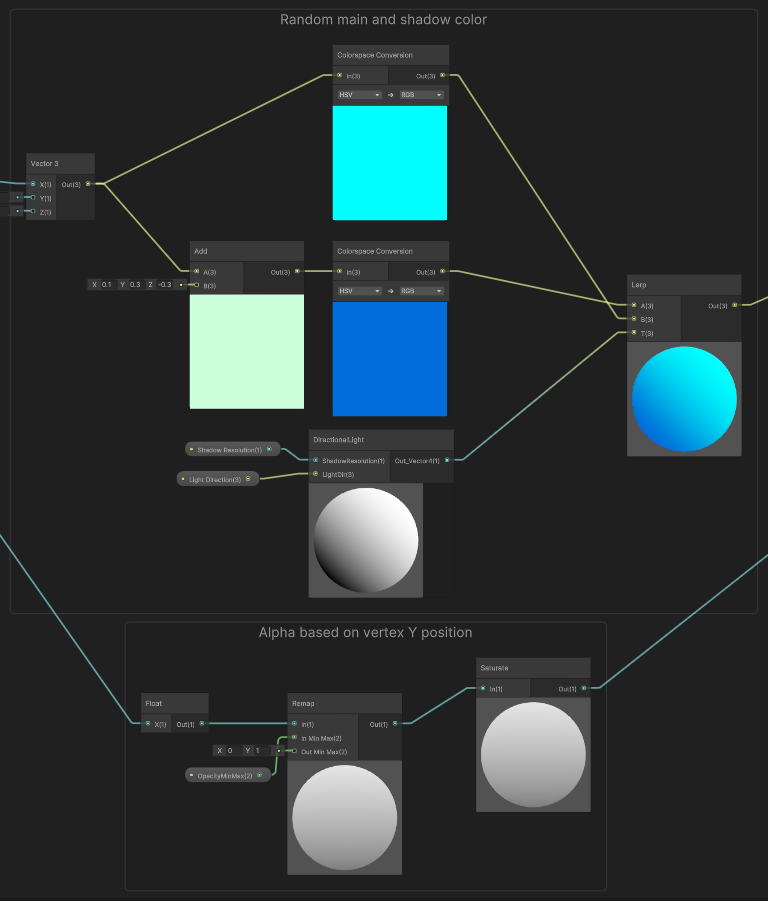 Random main and shadow color
Colorspace Conversion
In(3) Out(3)
HSV RGB
Vector 3
X(1) Out(3)
Y(1)
Z(1)
Add
A(3) Out(3)
X 0.1 Y 0.3 Z -0.3 B(3)
Colorspace Conversion
In(3) Out(3)
HSV RGB
Lerp
A(3) Out(3)
B(3)
T(3)
DirectionalLight
Shadow Resolution(1)
ShadowResolution(1) Out_Vector4(1)
Light Direction(3)
LightDir(3)
Alpha based on vertex Y position
Saturate
In(1) Out(1)
Float
X(1) Out(1)
Remap
In(1) Out(1)
In Min Max(2)
X 0 Y 1 Out Min Max(2)
OpacityMinMax(2)